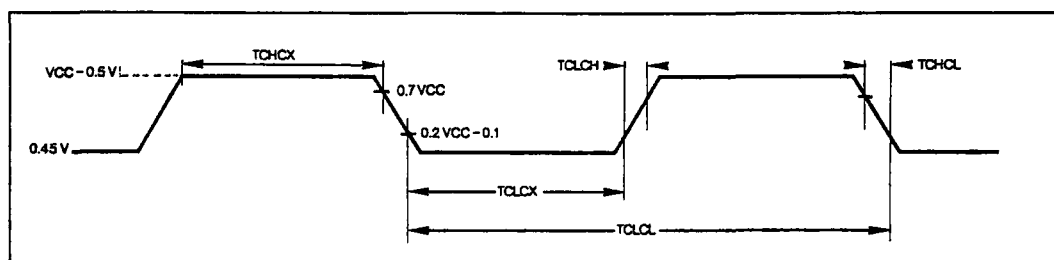 TCHCX
VCC – 0.5 V
TCLCH
TCHCL
0.7 VCC
0.2 VCC – 0.1
0.45 V
TCLCX
TCLCL